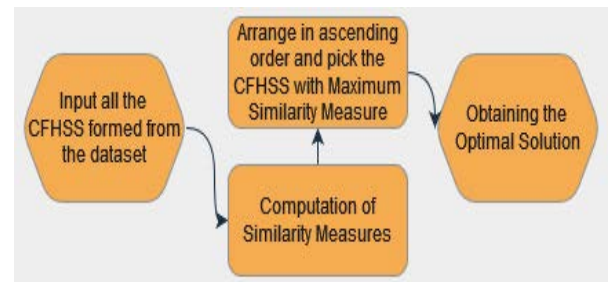 Input all the
CFHSS formed from
the dataset
Computation of
Similarity Measures
Arrange in ascending
order and pick the
CFHSS with Maximum
Similarity Measure
Obtaining the
Optimal Solution